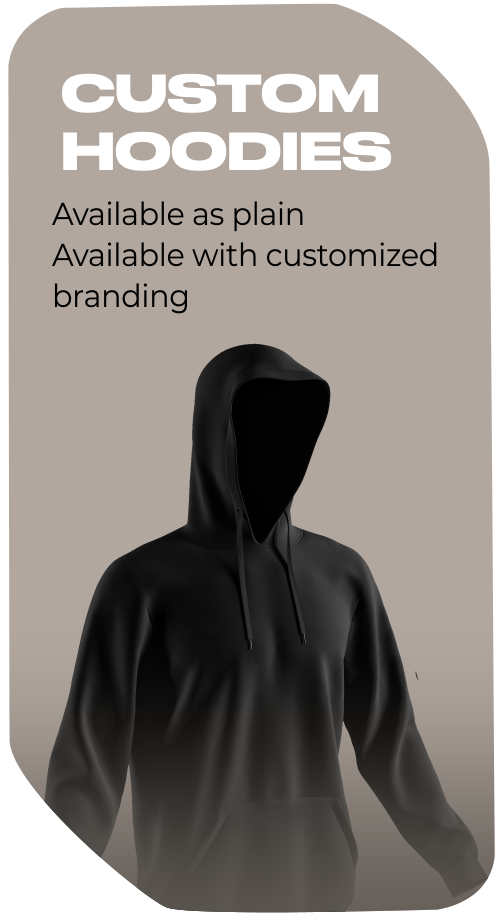 CUSTOM
HOODIES
Available as plain
Available with customized
branding